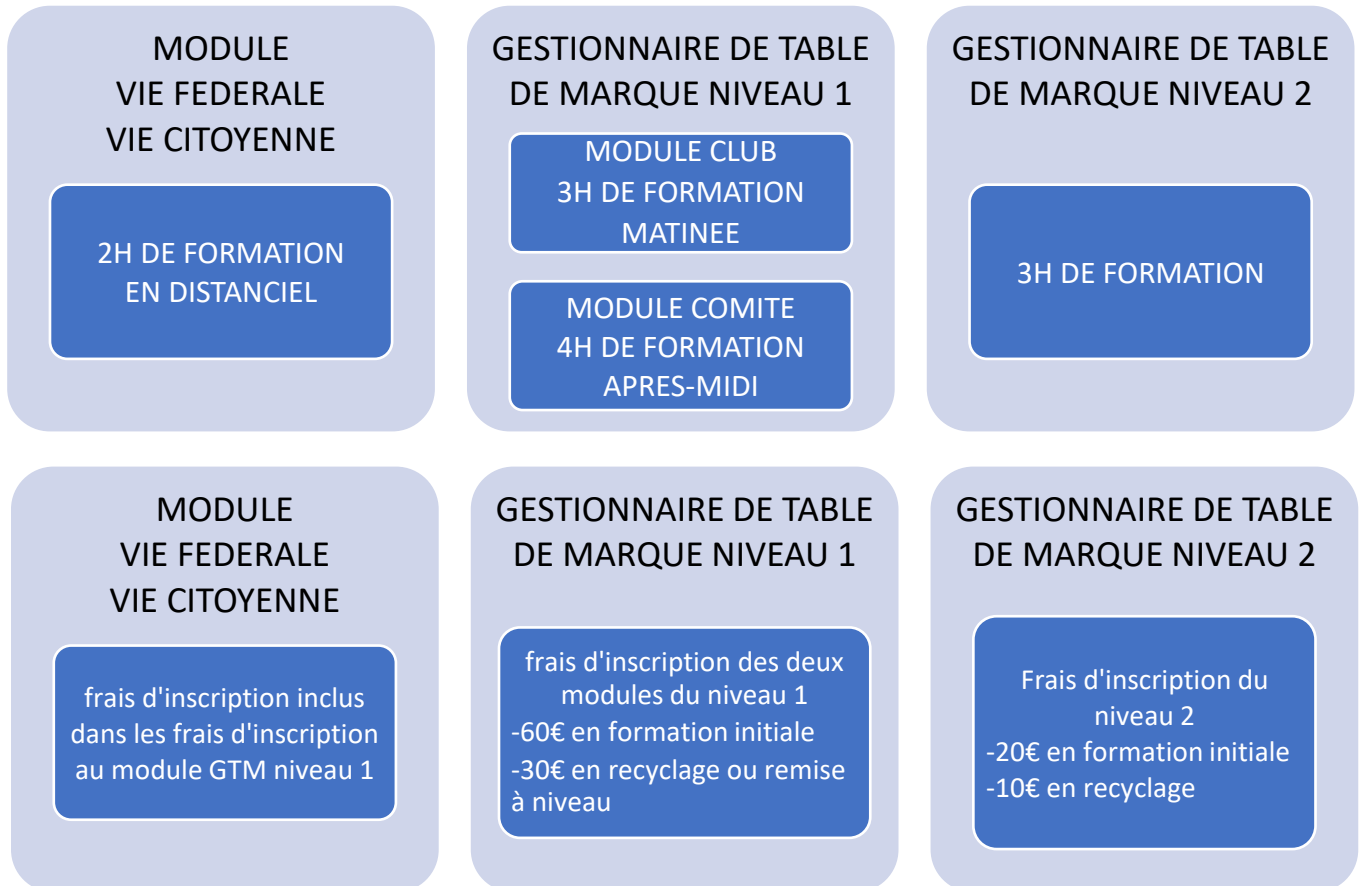 MODULE
VIE FEDERALE
VIE CITOYENNE
2H DE FORMATION
EN DISTANCIEL
GESTIONNAIRE DE TABLE
DE MARQUE NIVEAU 1
MODULE CLUB
3H DE FORMATION
MATINEE
MODULE COMITE
4H DE FORMATION
APRES-MIDI
GESTIONNAIRE DE TABLE
DE MARQUE NIVEAU 2
3H DE FORMATION
MODULE
VIE FEDERALE
VIE CITOYENNE
frais d'inscription inclus
dans les frais d'inscription
au module GTM niveau 1
GESTIONNAIRE DE TABLE
DE MARQUE NIVEAU 1
frais d'inscription des deux
modules du niveau 1
-60€ en formation initiale
-30€ en recyclage ou remise
à niveau
GESTIONNAIRE DE TABLE
DE MARQUE NIVEAU 2
Frais d'inscription du
niveau 2
-20€ en formation initiale
-10€ en recyclage